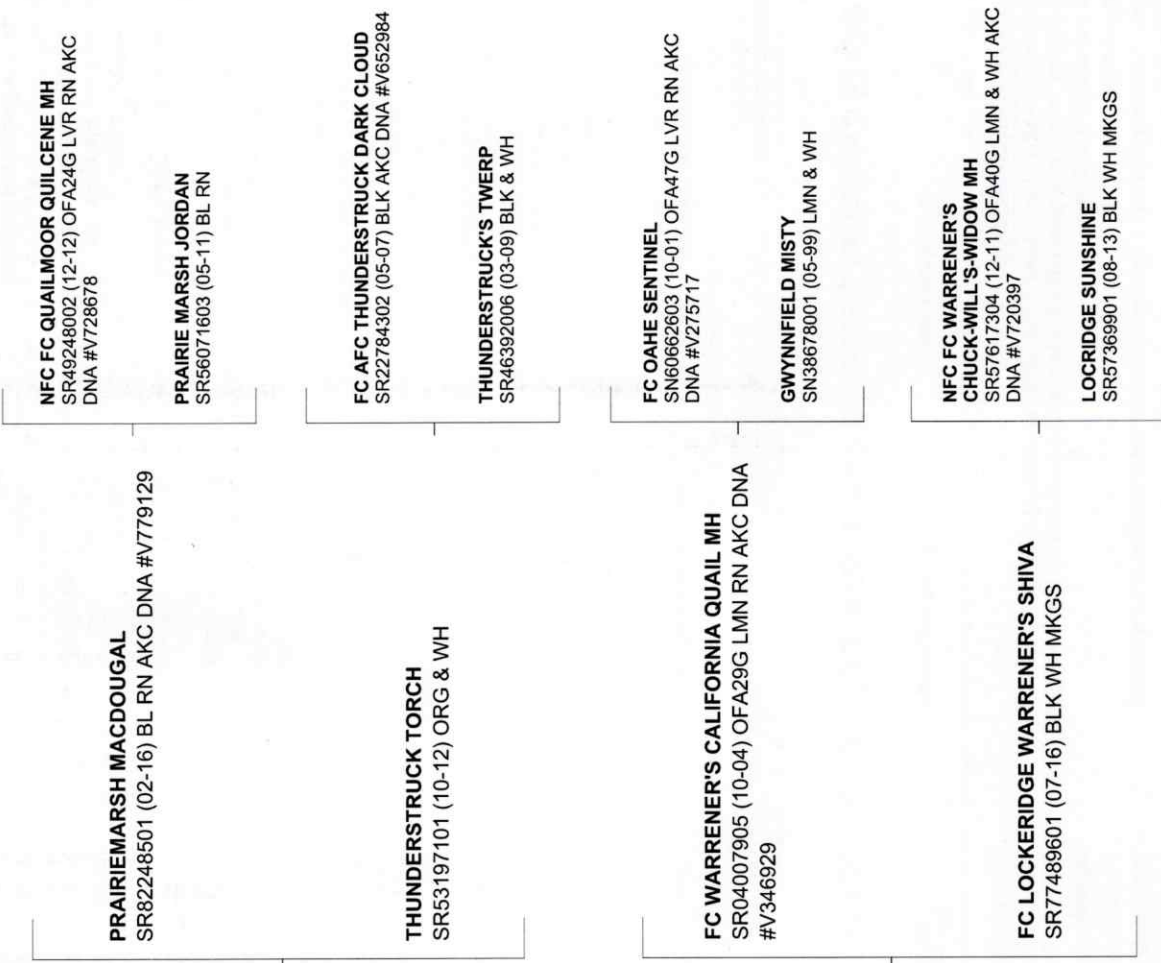 PRAIRIEMARSH MACDOUGAL
SR82248501 (02-16) BL RN AKC DNA #V779129
THUNDERSTRUCK TORCH
SR53197101 (10-12) ORG & WH
FC WARRENER'S CALIFORNIA QUAIL MH
SR04007905 (10-04) OFA29G LMN RN AKC DNA
#V346929
FC LOCKERIDGE WARRENER'S SHIVA
SR77489601 (07-16) BLK WH MKGS
NFC FC QUAILMOOR QUILCENE MH
SR49248002 (12-12) OFA24G LVR RN AKC
DNA #V728678
PRAIRIE MARSH JORDAN
SR56071603 (05-11) BL RN
FC AFC THUNDERSTRUCK DARK CLOUD
SR22784302 (05-07) BLK AKC DNA #V652984
THUNDERSTRUCK'S TWERP
SR46392006 (03-09) BLK & WH
FC OAHE SENTINEL
SN60662603 (10-01) OFA47G LVR RN AKC
DNA #V275717
GWYNNFIELD MISTY
SN38678001 (05-99) LMN & WH
NFC FC WARRENER'S
CHUCK-WILL'S-WIDOW MH
SR57617304 (12-11) OFA40G LMN & WH AKC
DNA #V720397
LOCRIDGE SUNSHINE
SR57369901 (08-13) BLK WH MKGS